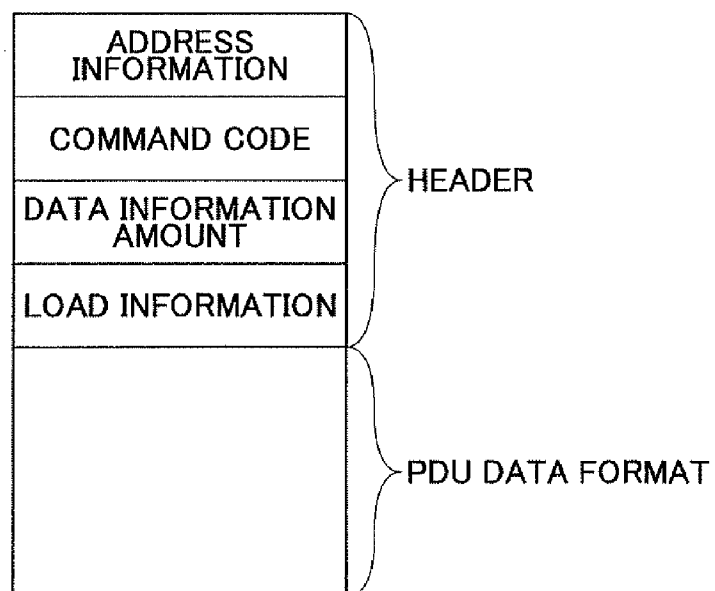 ADDRESS
INFORMATION
COMMAND CODE
DATA INFORMATION
AMOUNT
LOAD INFORMATION
HEADER
PDU DATA FORMAT